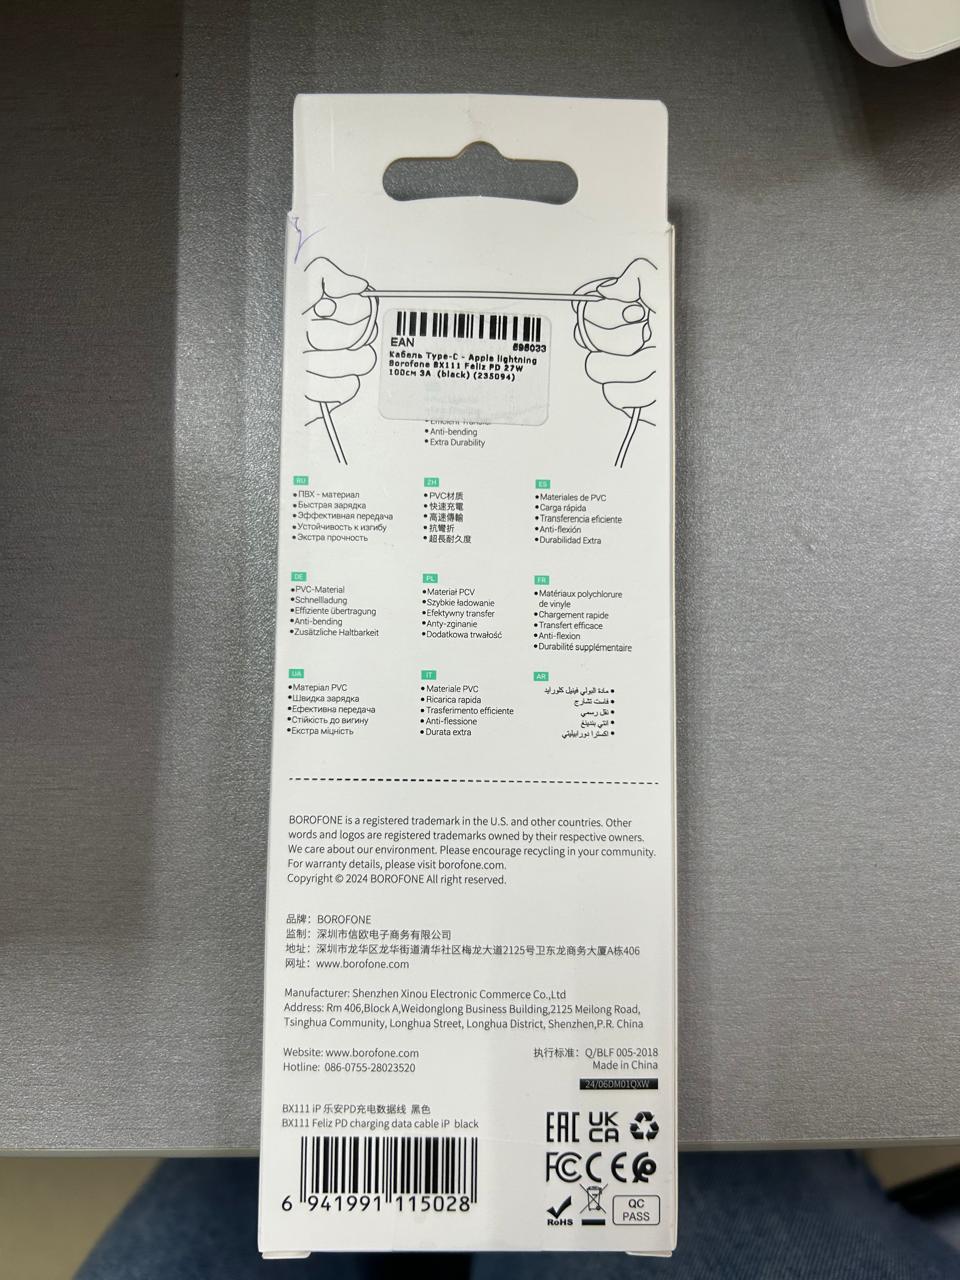 EAN
698033
Кабель Type-C - Apple lightning
Borofone BX111 Feliz PD 27W
100см 3A (black) (235094)
• Anti-bending
• Extra Durability
RU
• ПВХ - материал
• Быстрая зарядка
• Эффективная передача
• Устойчивость к изгибу
• Экстра прочность
ZH
• PVC材质
• 快速充電
• 高速傳輸
• 抗彎折
• 超長耐久度
ES
• Materiales de PVC
• Carga rápida
• Transferencia eficiente
• Anti-flexión
• Durabilidad Extra
DE
• PVC-Material
• Schnellladung
• Effiziente übertragung
• Anti-bending
• Zusätzliche Haltbarkeit
PL
• Materiał PCV
• Szybkie ładowanie
• Efektywny transfer
• Anty-zginanie
• Dodatkowa trwałość
FR
• Matériaux polychlorure
de vinyle
• Chargement rapide
• Transfert efficace
• Anti-flexion
• Durabilité supplémentaire
UA
• Матеріал PVC
• Швидка зарядка
• Ефективна передача
• Стійкість до вигину
• Екстра міцність
IT
• Materiale PVC
• Ricarica rapida
• Trasferimento efficiente
• Anti-flessione
• Durata extra
AR
• مادة البولي فينيل كلورايد
• فاست تشارج
• نقل رسمي
• انتي بندينغ
• اكسترا دورابيليتي
BOROFONE is a registered trademark in the U.S. and other countries. Other
words and logos are registered trademarks owned by their respective owners.
We care about our environment. Please encourage recycling in your community.
For warranty details, please visit borofone.com.
Copyright © 2024 BOROFONE All right reserved.
品牌：BOROFONE
监制：深圳市信欧电子商务有限公司
地址：深圳市龙华区龙华街道清华社区梅龙大道2125号卫东龙商务大厦A栋406
网址：www.borofone.com
Manufacturer: Shenzhen Xinou Electronic Commerce Co.,Ltd
Address: Rm 406,Block A,Weidonglong Business Building,2125 Meilong Road,
Tsinghua Community, Longhua Street, Longhua District, Shenzhen,P.R. China
Website: www.borofone.com
Hotline: 086-0755-28023520
执行标准：Q/BLF 005-2018
Made in China
24/06DM01QXW
BX111 iP 乐安PD充电数据线 黑色
BX111 Feliz PD charging data cable iP black
6 941991 115028
EAC UK
CA
FC CE
RoHS
QC
PASS